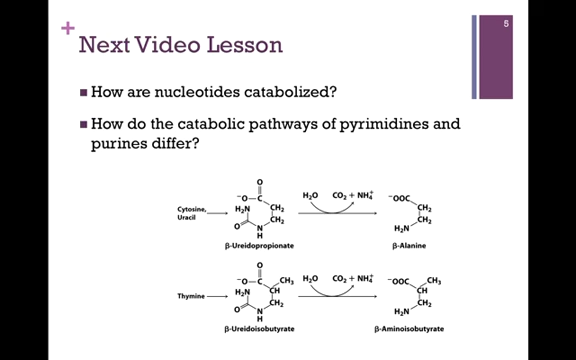 5
+
Next Video Lesson
■ How are nucleotides catabolized?
■ How do the catabolic pathways of pyrimidines and
purines differ?
O
⁻O—C H₂O CO₂ + NH₄⁺ ⁻OOC
Cytosine, H₂N CH₂ CH₂
Uracil CH₂ CH₂
O N H₂N
H
β-Ureidopropionate β-Alanine
O
⁻O—C CH₃ H₂O CO₂ + NH₄⁺ ⁻OOC CH₃
Thymine H₂N CH CH
CH₂ CH₂
O N H₂N
H
β-Ureidoisobutyrate β-Aminoisobutyrate